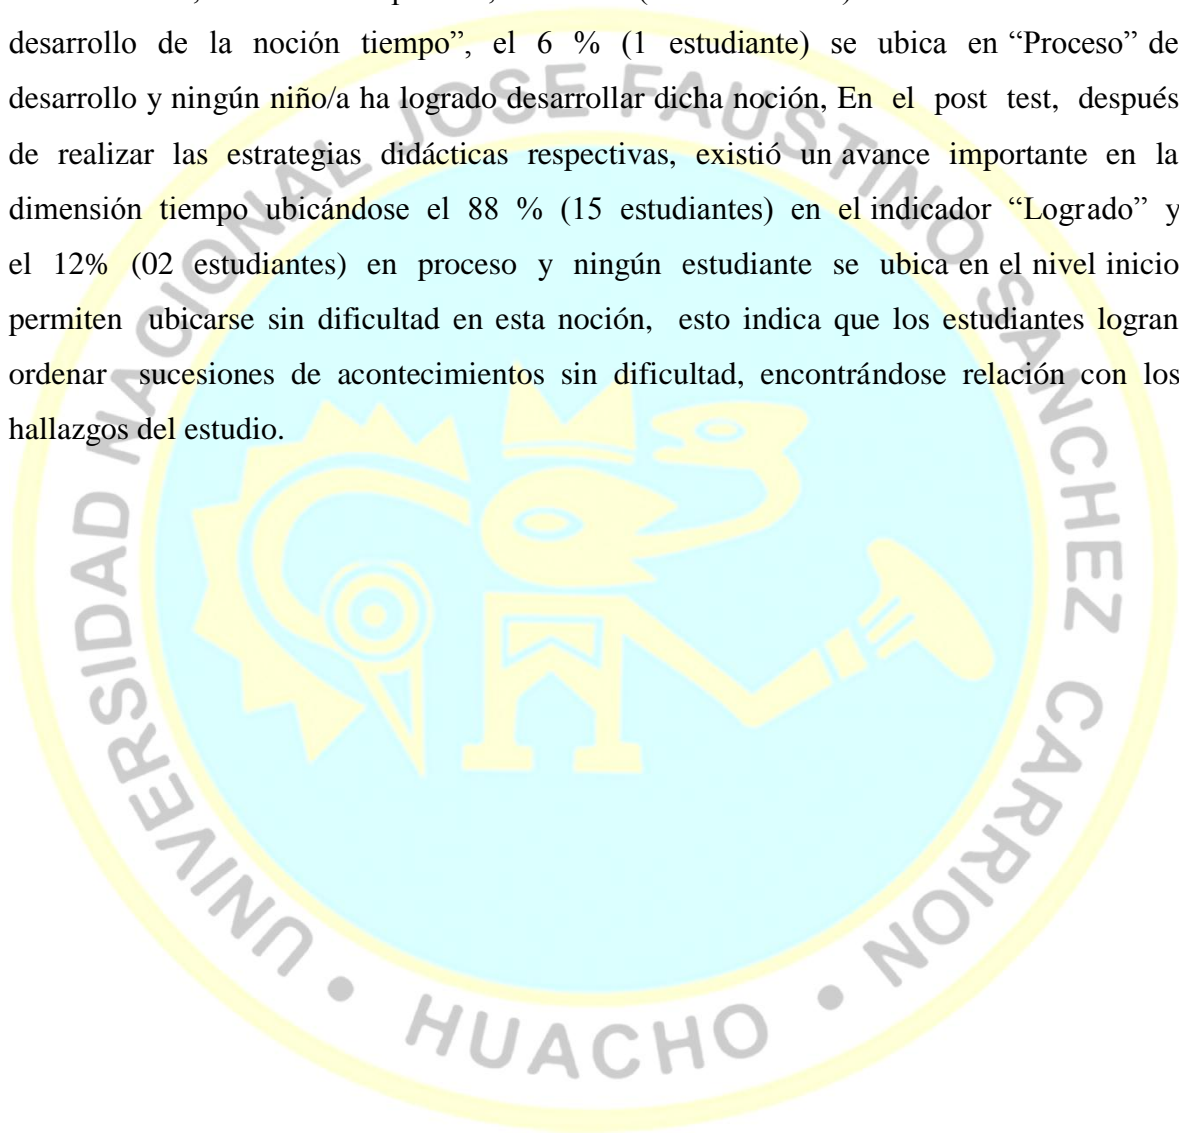 desarrollo de la noción tiempo”, el 6 % (1 estudiante) se ubica en “Proceso” de
desarrollo y ningún niño/a ha logrado desarrollar dicha noción, En el post test, después
de realizar las estrategias didácticas respectivas, existió un avance importante en la
dimensión tiempo ubicándose el 88 % (15 estudiantes) en el indicador “Logrado” y
el 12% (02 estudiantes) en proceso y ningún estudiante se ubica en el nivel inicio
permiten ubicarse sin dificultad en esta noción, esto indica que los estudiantes logran
ordenar sucesiones de acontecimientos sin dificultad, encontrándose relación con los
hallazgos del estudio.
UNIVERSIDAD NACIONAL JOSE FAUSTINO SANCHEZ CARRION
• HUACHO •